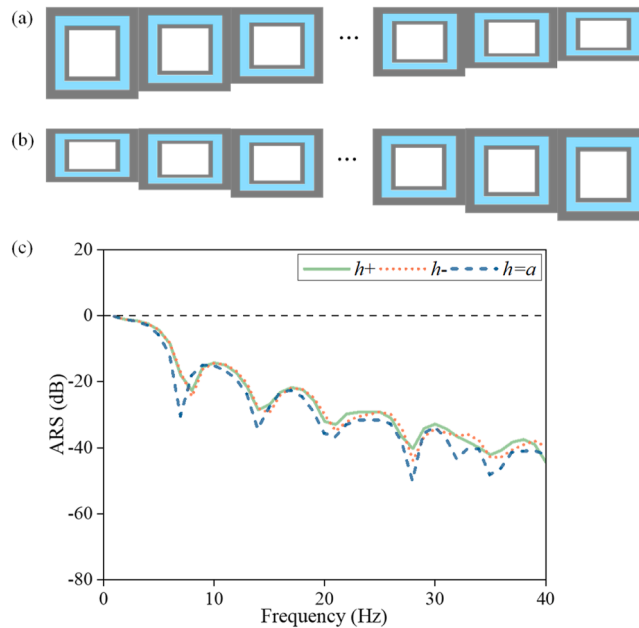 (a)
...
(b)
...
(c)
20
h+ h- h=a
0
-20
-40
-60
-80
ARS (dB)
0 10 20 30 40
Frequency (Hz)